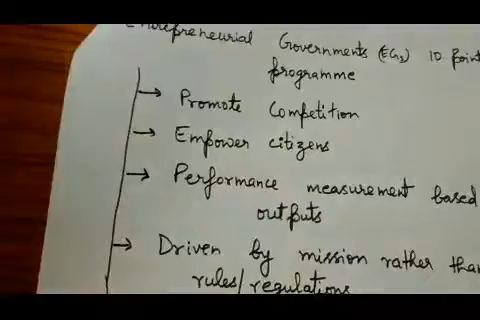 Entrepreneurial Governments (EGs) 10 point
programme
→ Promote Competition
→ Empower citizens
→ Performance measurement based
outputs
→ Driven by mission rather than
rules/regulations